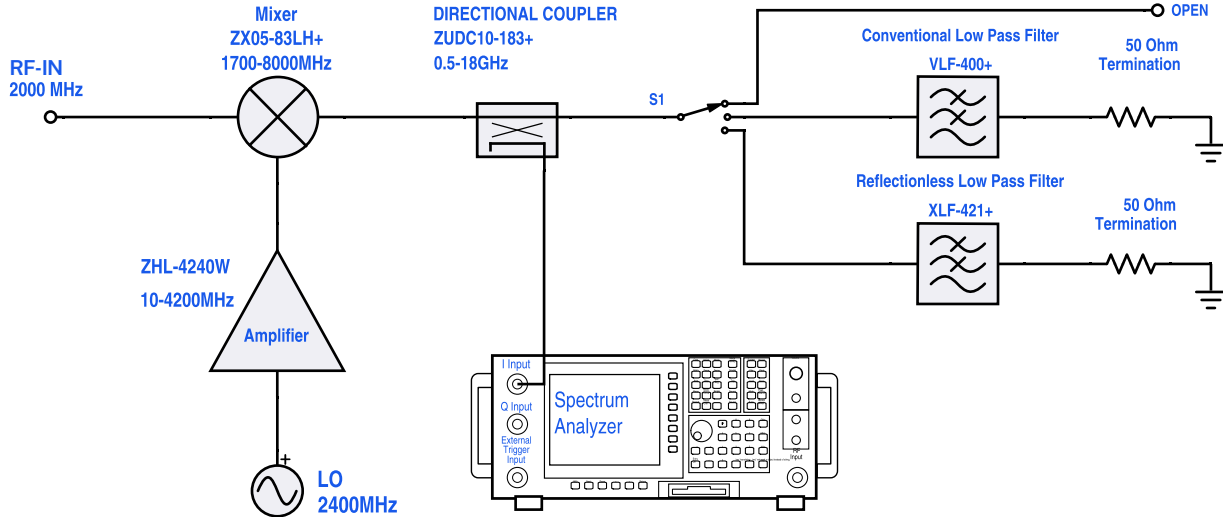 Mixer
ZX05-83LH+
1700-8000MHz
DIRECTIONAL COUPLER
ZUDC10-183+
0.5-18GHz
OPEN
Conventional Low Pass Filter
VLF-400+
50 Ohm
Termination
RF-IN
2000 MHz
S1
Reflectionless Low Pass Filter
XLF-421+
50 Ohm
Termination
ZHL-4240W
10-4200MHz
Amplifier
I Input
Q Input
External
Trigger
Input
Spectrum
Analyzer
RF
Input
+
LO
2400MHz